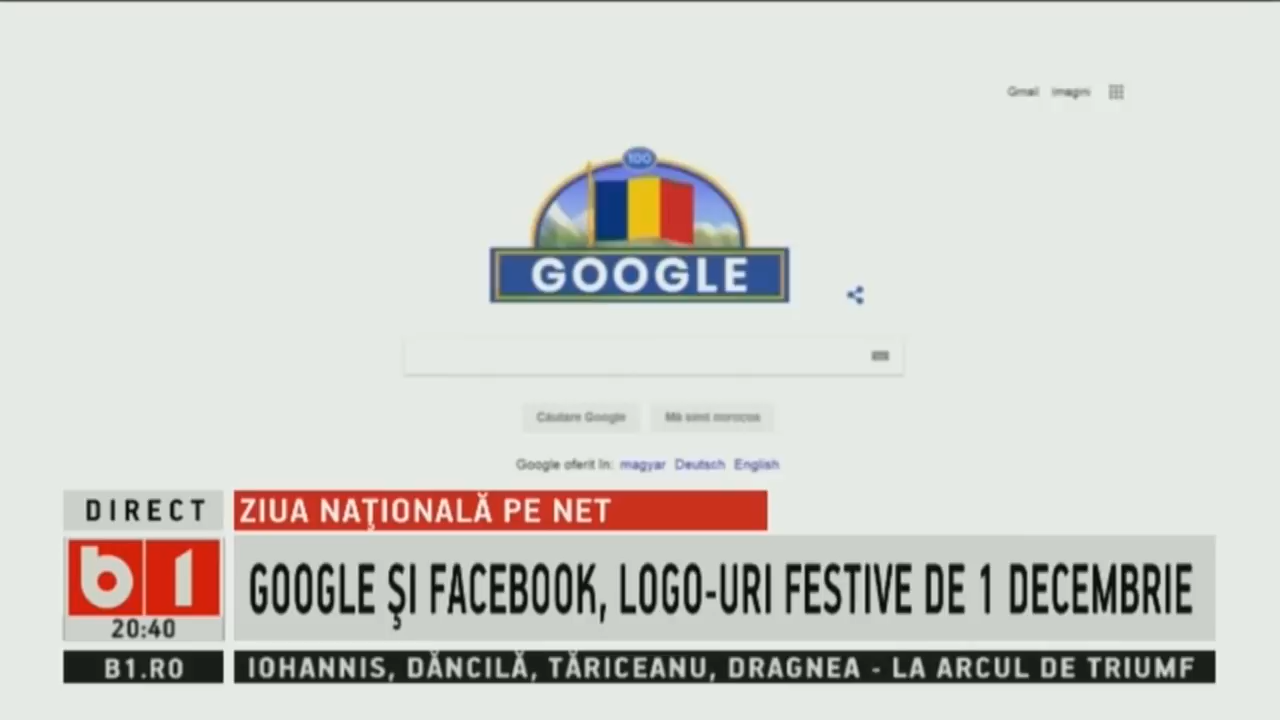 Gmail Imagini
100
GOOGLE
Căutare Google Mă simt norocos
Google oferit în: magyar Deutsch English
DIRECT
ZIUA NAŢIONALĂ PE NET
b1
GOOGLE ŞI FACEBOOK, LOGO-URI FESTIVE DE 1 DECEMBRIE
20:40
B1.RO
IOHANNIS, DĂNCILĂ, TĂRICEANU, DRAGNEA - LA ARCUL DE TRIUMF